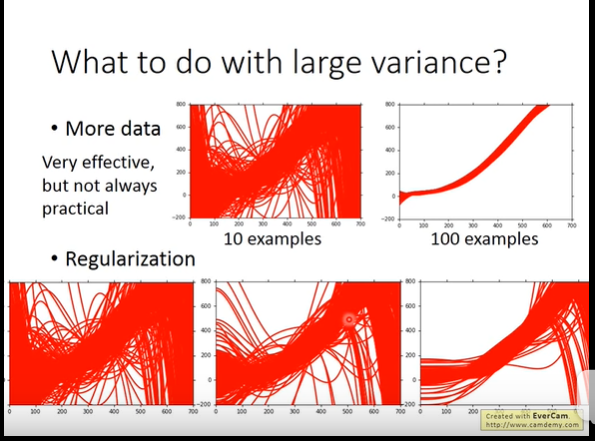 What to do with large variance?
• More data
Very effective,
but not always
practical
800
600
400
200
0
−200
0 100 200 300 400 500 600 700
10 examples
800
600
400
200
0
−200
0 100 200 300 400 500 600 700
100 examples
• Regularization
0 100 200 300 400 500 600 700
800
600
400
200
0
−200
0 100 200 300 400 500 600 700
800
600
400
200
0
−200
0 100 200 300
Created with EverCam.
http://www.camdemy.com